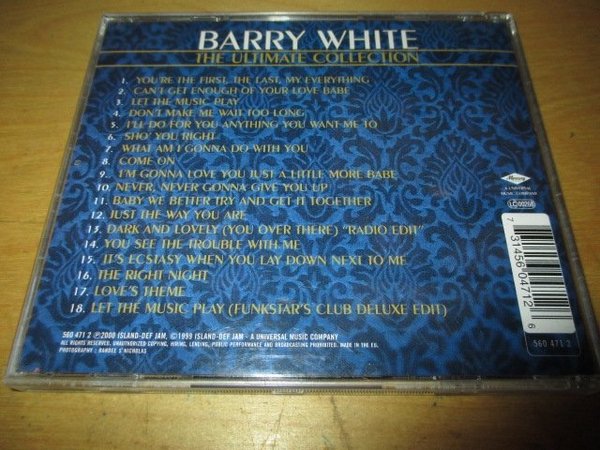 BARRY WHITE
THE ULTIMATE COLLECTION
1. YOU'RE THE FIRST, THE LAST, MY EVERYTHING
2. CAN'T GET ENOUGH OF YOUR LOVE BABE
3. LET THE MUSIC PLAY
4. DON'T MAKE ME WAIT TOO LONG
5. I'LL DO FOR YOU ANYTHING YOU WANT ME TO
6. SHO' YOU RIGHT
7. WHAT AM I GONNA DO WITH YOU
8. COME ON
9. I'M GONNA LOVE YOU JUST A LITTLE MORE BABE
10. NEVER, NEVER GONNA GIVE YOU UP
11. BABY WE BETTER TRY AND GET IT TOGETHER
12. JUST THE WAY YOU ARE
13. DARK AND LOVELY (YOU OVER THERE) "RADIO EDIT"
14. YOU SEE THE TROUBLE WITH ME
15. IT'S ECSTASY WHEN YOU LAY DOWN NEXT TO ME
16. THE RIGHT NIGHT
17. LOVE'S THEME
18. LET THE MUSIC PLAY (FUNKSTAR'S CLUB DELUXE EDIT)
Mercury
A UNIVERSAL
MUSIC COMPANY
LC 00268
7 31456 04712 6
560 471 2
560 471 2 ℗2000 ISLAND-DEF JAM, ©1999 ISLAND-DEF JAM - A UNIVERSAL MUSIC COMPANY
ALL RIGHTS RESERVED. UNAUTHORIZED COPYING, HIRING, LENDING, PUBLIC PERFORMANCE AND BROADCASTING PROHIBITED. MADE IN THE EU.
PHOTOGRAPHY : RANDEE S' NICHOLAS